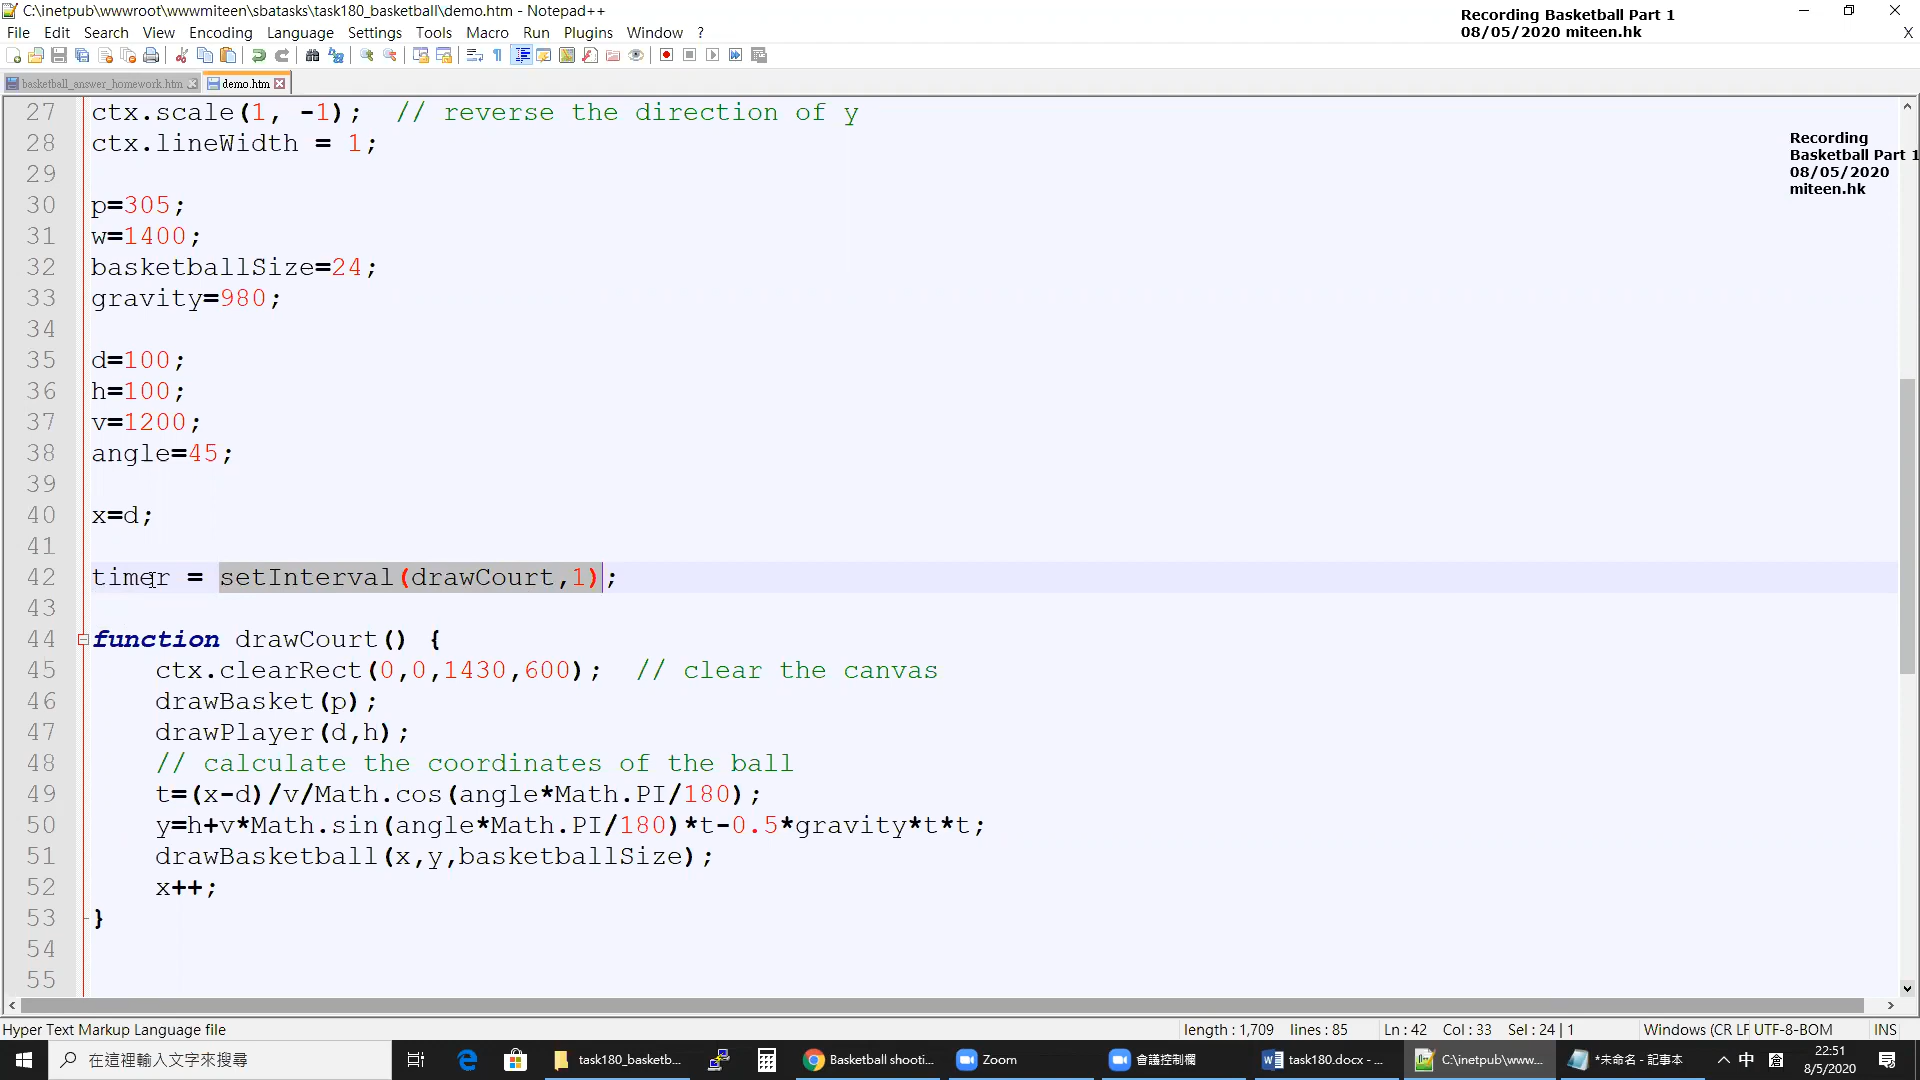 C:\inetpub\wwwroot\wwwmiteen\sbatasks\task180_basketball\demo.htm - Notepad++
Recording Basketball Part 1
08/05/2020 miteen.hk
File Edit Search View Encoding Language Settings Tools Macro Run Plugins Window ? X
basketball_answer_homework.htm demo.htm
27 ctx.scale(1, -1);  // reverse the direction of y
28 ctx.lineWidth = 1;
Recording
Basketball Part 1
08/05/2020
miteen.hk
29
30 p=305;
31 w=1400;
32 basketballSize=24;
33 gravity=980;
34
35 d=100;
36 h=100;
37 v=1200;
38 angle=45;
39
40 x=d;
41
42 timer = setInterval(drawCourt,1);
43
44 function drawCourt() {
45 ctx.clearRect(0,0,1430,600);  // clear the canvas
46 drawBasket(p);
47 drawPlayer(d,h);
48 // calculate the coordinates of the ball
49 t=(x-d)/v/Math.cos(angle*Math.PI/180);
50 y=h+v*Math.sin(angle*Math.PI/180)*t-0.5*gravity*t*t;
51 drawBasketball(x,y,basketballSize);
52 x++;
53 }
54
55
Hyper Text Markup Language file length : 1,709 lines : 85 Ln : 42 Col : 33 Sel : 24 | 1 Windows (CR LF UTF-8-BOM INS
在這裡輸入文字來搜尋 task180_basketb... Basketball shooti... Zoom 會議控制欄 task180.docx - ... C:\inetpub\www... *未命名 - 記事本 中 倉 22:51
8/5/2020